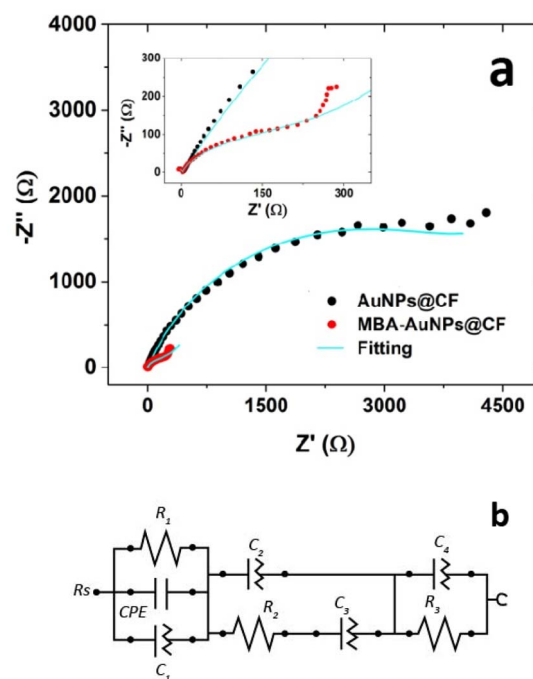 a
4000
3000
2000
1000
0
-Z″ (Ω)
0 1500 3000 4500
Z′ (Ω)
300
200
100
0
-Z″ (Ω)
0 150 300
Z′ (Ω)
AuNPs@CF
MBA-AuNPs@CF
Fitting
b
R1
C2
C4
Rs
CPE
R2
C3
R3
C
C1